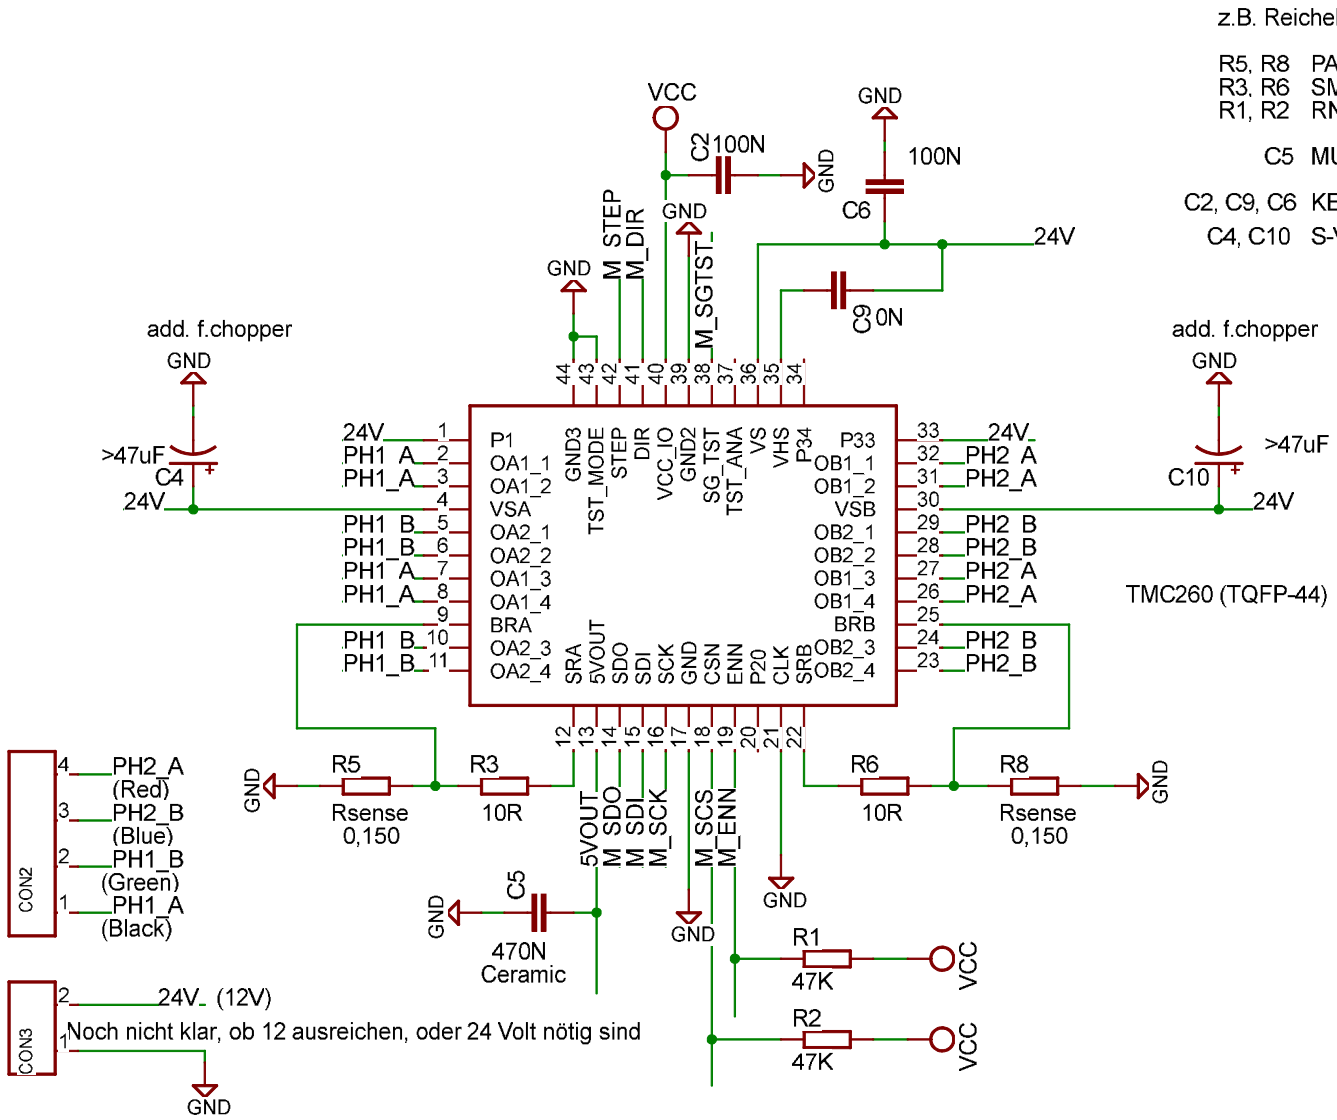 z.B. Reichel
R5, R8 PA
R3, R6 SM
R1, R2 RN
C5 MU
C2, C9, C6 KE
C4, C10 S-V
VCC
C2 100N
GND
GND
100N
C6
24V
C9 0N
GND
M_STEP
M_DIR
GND
M_SGTST
add. f.chopper
GND
>47uF
C4
24V
add. f.chopper
GND
>47uF
C10
24V
TMC260 (TQFP-44)
44 43 42 41 40 39 38 37 36 35 34
GND3 TST_MODE STEP DIR VCC_IO GND2 SG_TST TST_ANA VS VHS P34
24V 1 P1
PH1_A 2 OA1_1
PH1_A 3 OA1_2
4 VSA
PH1_B 5 OA2_1
PH1_B 6 OA2_2
PH1_A 7 OA1_3
PH1_A 8 OA1_4
9 BRA
PH1_B 10 OA2_3
PH1_B 11 OA2_4
P33 33 24V
OB1_1 32 PH2_A
OB1_2 31 PH2_A
VSB 30
OB2_1 29 PH2_B
OB2_2 28 PH2_B
OB1_3 27 PH2_A
OB1_4 26 PH2_A
BRB 25
OB2_3 24 PH2_B
OB2_4 23 PH2_B
SRA 5VOUT SDO SDI SCK GND CSN ENN P20 CLK SRB
12 13 14 15 16 17 18 19 20 21 22
GND
R5
Rsense
0,150
R3
10R
5VOUT
M_SDO
M_SDI
M_SCK
M_SCS
M_ENN
R6
10R
R8
Rsense
0,150
GND
GND
GND
GND
C5
470N
Ceramic
R1
47K
VCC
R2
47K
VCC
CON2
4 PH2_A
(Red)
3 PH2_B
(Blue)
2 PH1_B
(Green)
1 PH1_A
(Black)
CON3
2 24V (12V)
1 Noch nicht klar, ob 12 ausreichen, oder 24 Volt nötig sind
GND